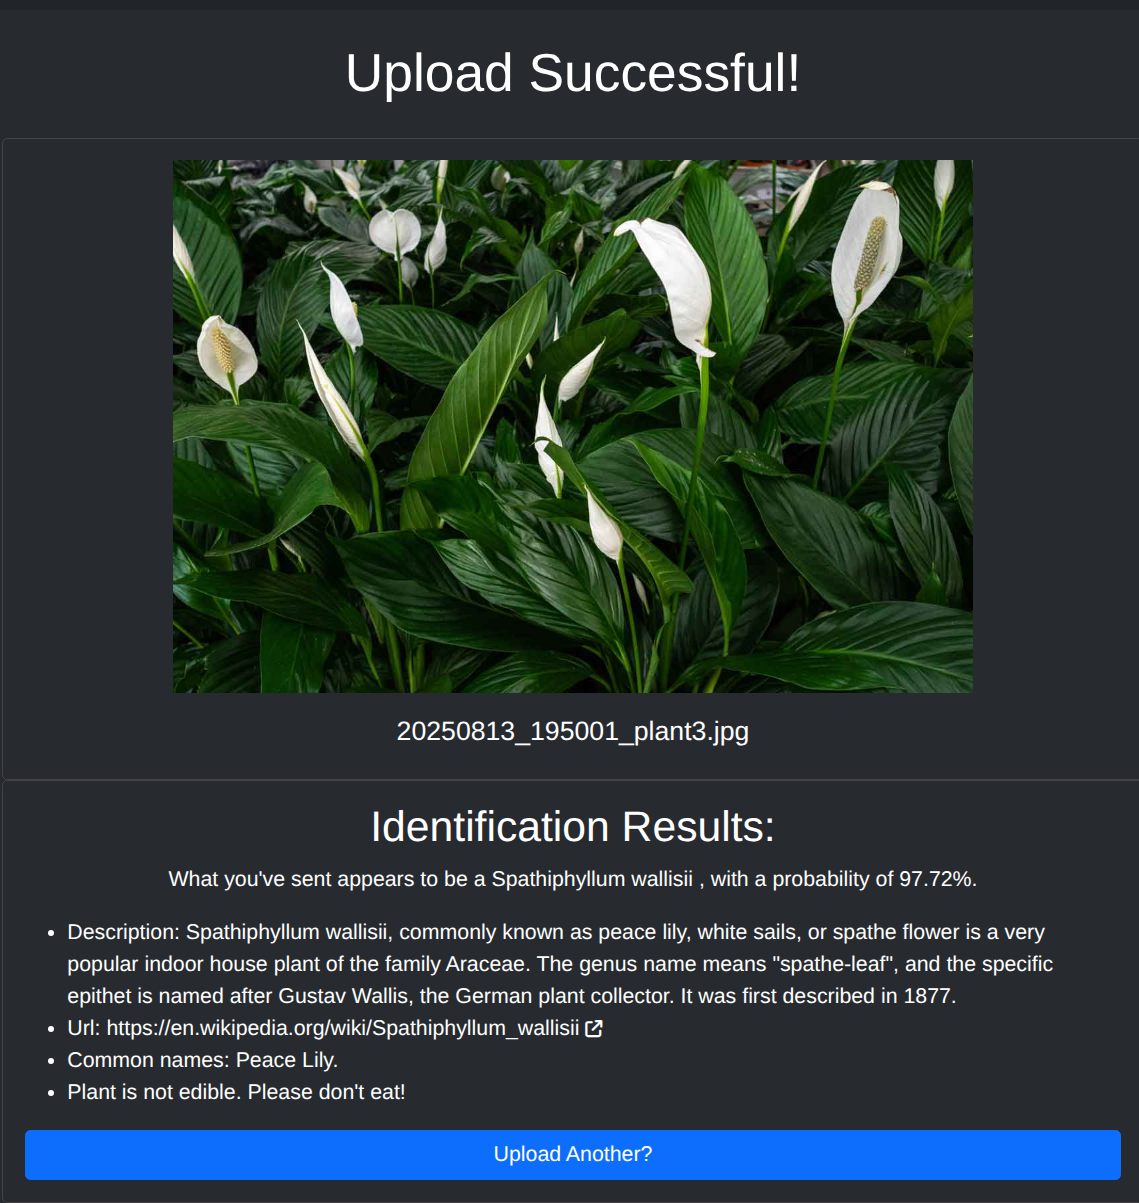 Upload Successful!
20250813_195001_plant3.jpg
Identification Results:
What you've sent appears to be a Spathiphyllum wallisii , with a probability of 97.72%.
• Description: Spathiphyllum wallisii, commonly known as peace lily, white sails, or spathe flower is a very
popular indoor house plant of the family Araceae. The genus name means "spathe-leaf", and the specific
epithet is named after Gustav Wallis, the German plant collector. It was first described in 1877.
• Url: https://en.wikipedia.org/wiki/Spathiphyllum_wallisii
• Common names: Peace Lily.
• Plant is not edible. Please don't eat!
Upload Another?